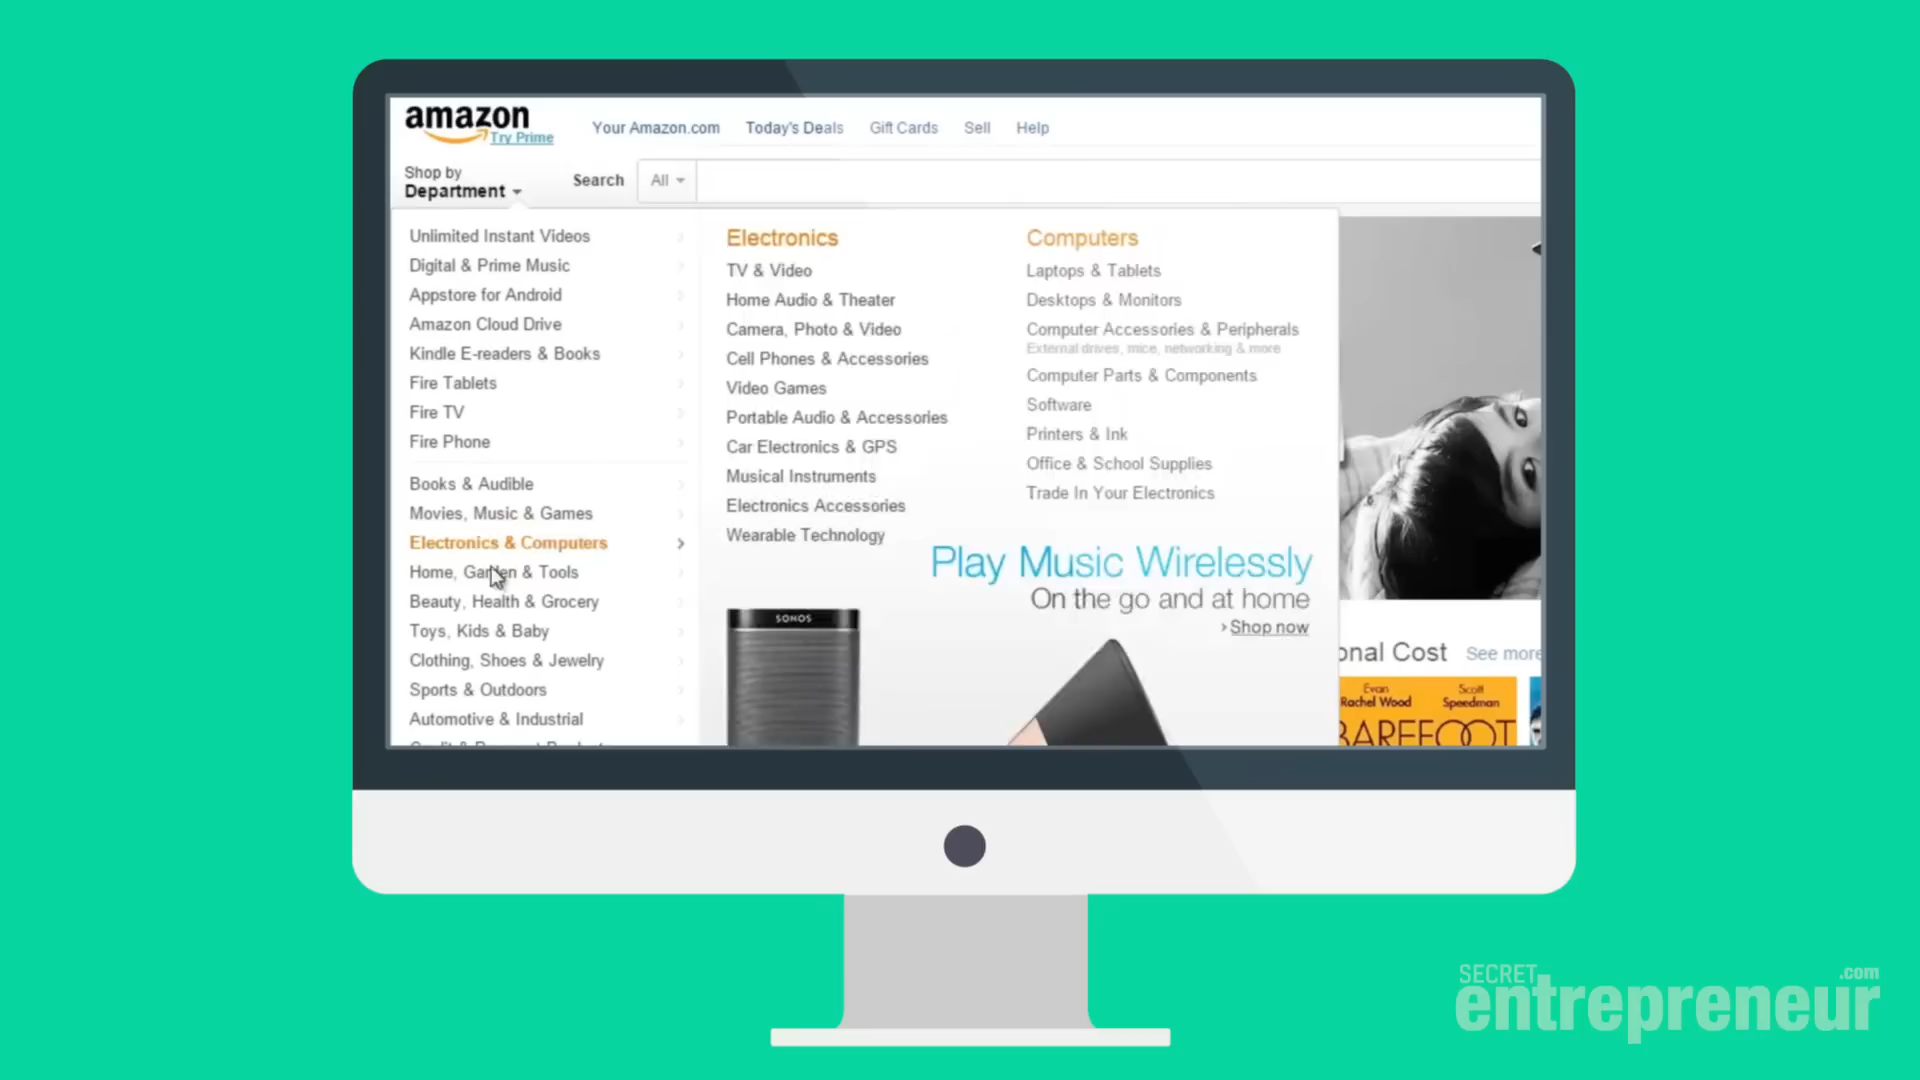 amazon
Try Prime
Your Amazon.com Today's Deals Gift Cards Sell Help
Shop by
Department
Search All
Unlimited Instant Videos
Digital & Prime Music
Appstore for Android
Amazon Cloud Drive
Kindle E-readers & Books
Fire Tablets
Fire TV
Fire Phone
Books & Audible
Movies, Music & Games
Electronics & Computers
Home, Garden & Tools
Beauty, Health & Grocery
Toys, Kids & Baby
Clothing, Shoes & Jewelry
Sports & Outdoors
Automotive & Industrial
Electronics
TV & Video
Home Audio & Theater
Camera, Photo & Video
Cell Phones & Accessories
Video Games
Portable Audio & Accessories
Car Electronics & GPS
Musical Instruments
Electronics Accessories
Wearable Technology
Computers
Laptops & Tablets
Desktops & Monitors
Computer Accessories & Peripherals
External drives, mice, networking & more
Computer Parts & Components
Software
Printers & Ink
Office & School Supplies
Trade In Your Electronics
Play Music Wirelessly
On the go and at home
Shop now
SONOS
onal Cost See more
Evan
Rachel Wood
Scott
Speedman
BAREFOOT
SECRET
entrepreneur
.com